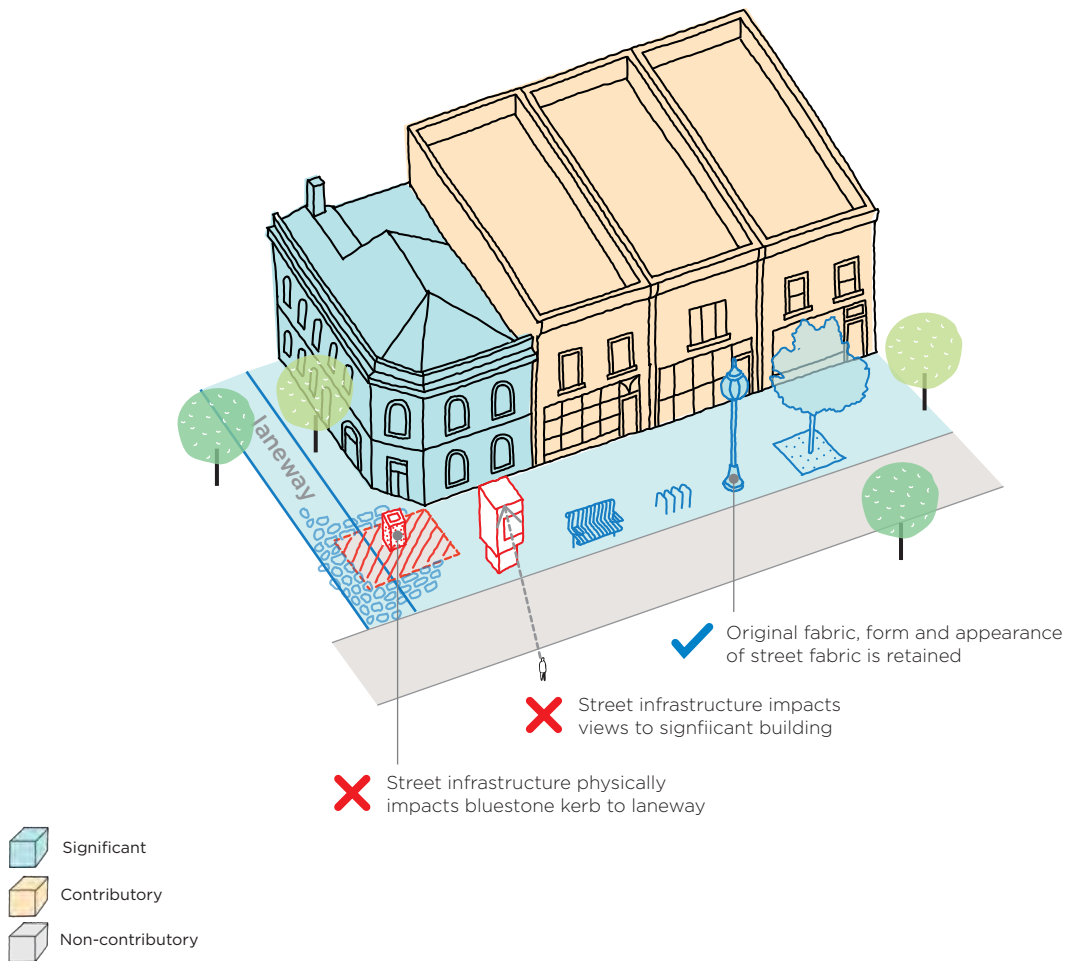 laneway
Original fabric, form and appearance
of street fabric is retained
Street infrastructure impacts
views to signfiicant building
Street infrastructure physically
impacts bluestone kerb to laneway
Significant
Contributory
Non-contributory